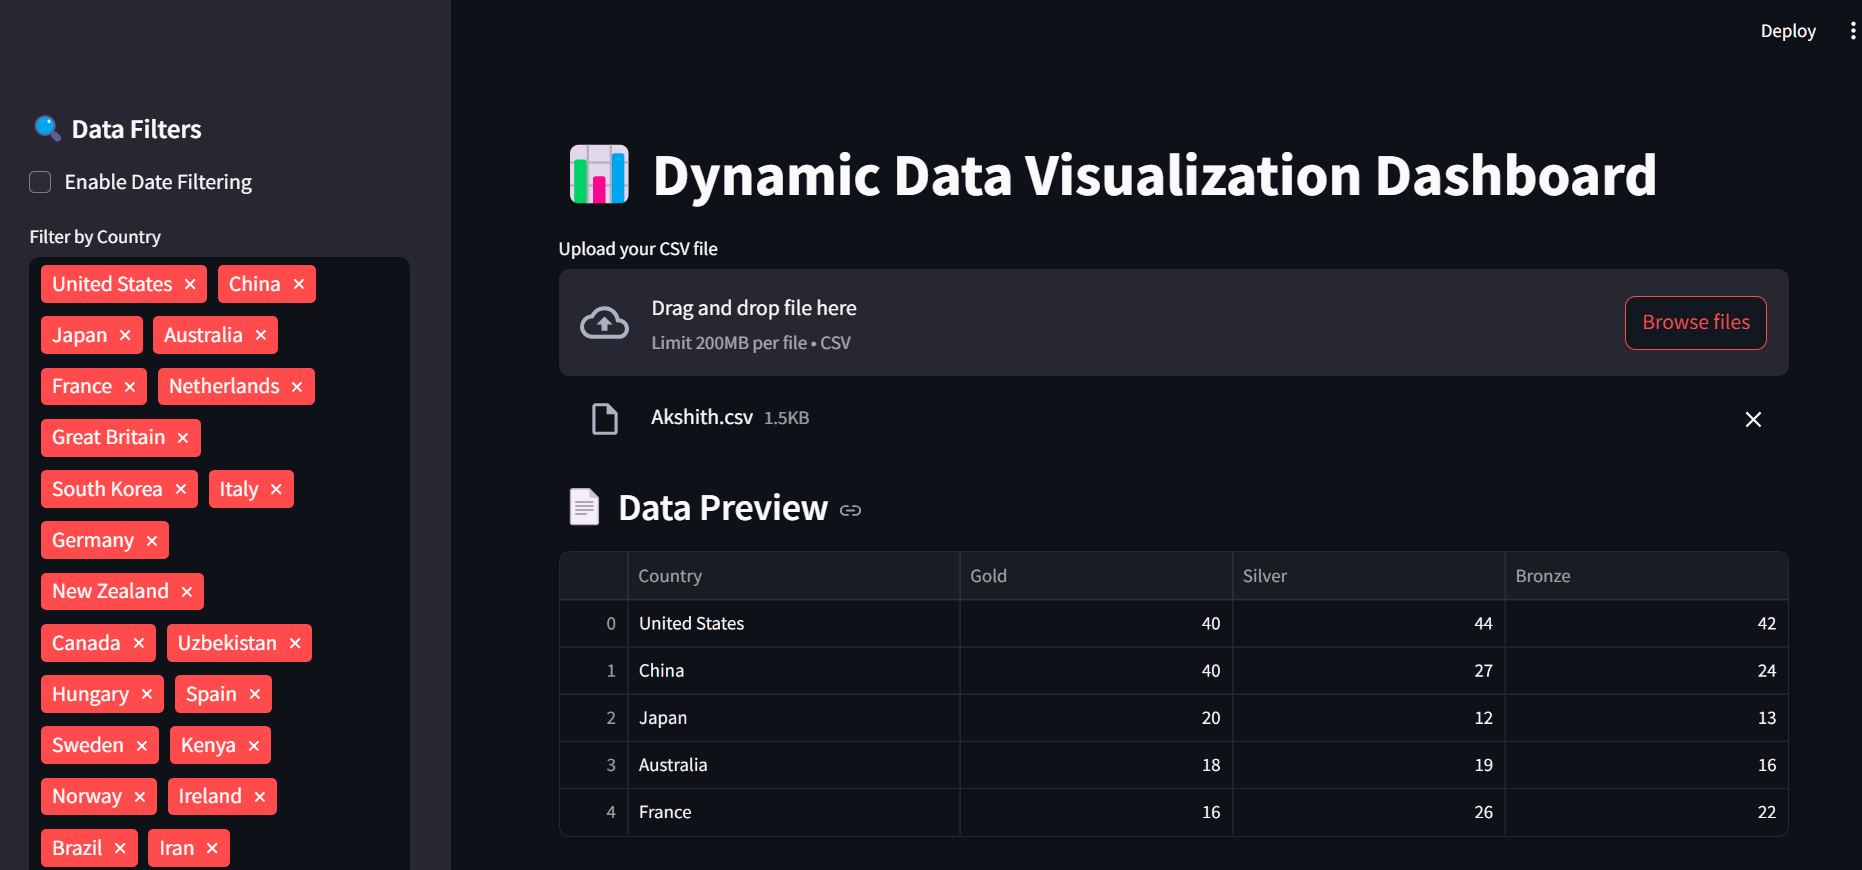 Deploy
Data Filters
Enable Date Filtering
Filter by Country
United States × China ×
Japan × Australia ×
France × Netherlands ×
Great Britain ×
South Korea × Italy ×
Germany ×
New Zealand ×
Canada × Uzbekistan ×
Hungary × Spain ×
Sweden × Kenya ×
Norway × Ireland ×
Brazil × Iran ×
Dynamic Data Visualization Dashboard
Upload your CSV file
Drag and drop file here
Limit 200MB per file • CSV
Browse files
Akshith.csv 1.5KB
Data Preview
Country Gold Silver Bronze
0 United States 40 44 42
1 China 40 27 24
2 Japan 20 12 13
3 Australia 18 19 16
4 France 16 26 22